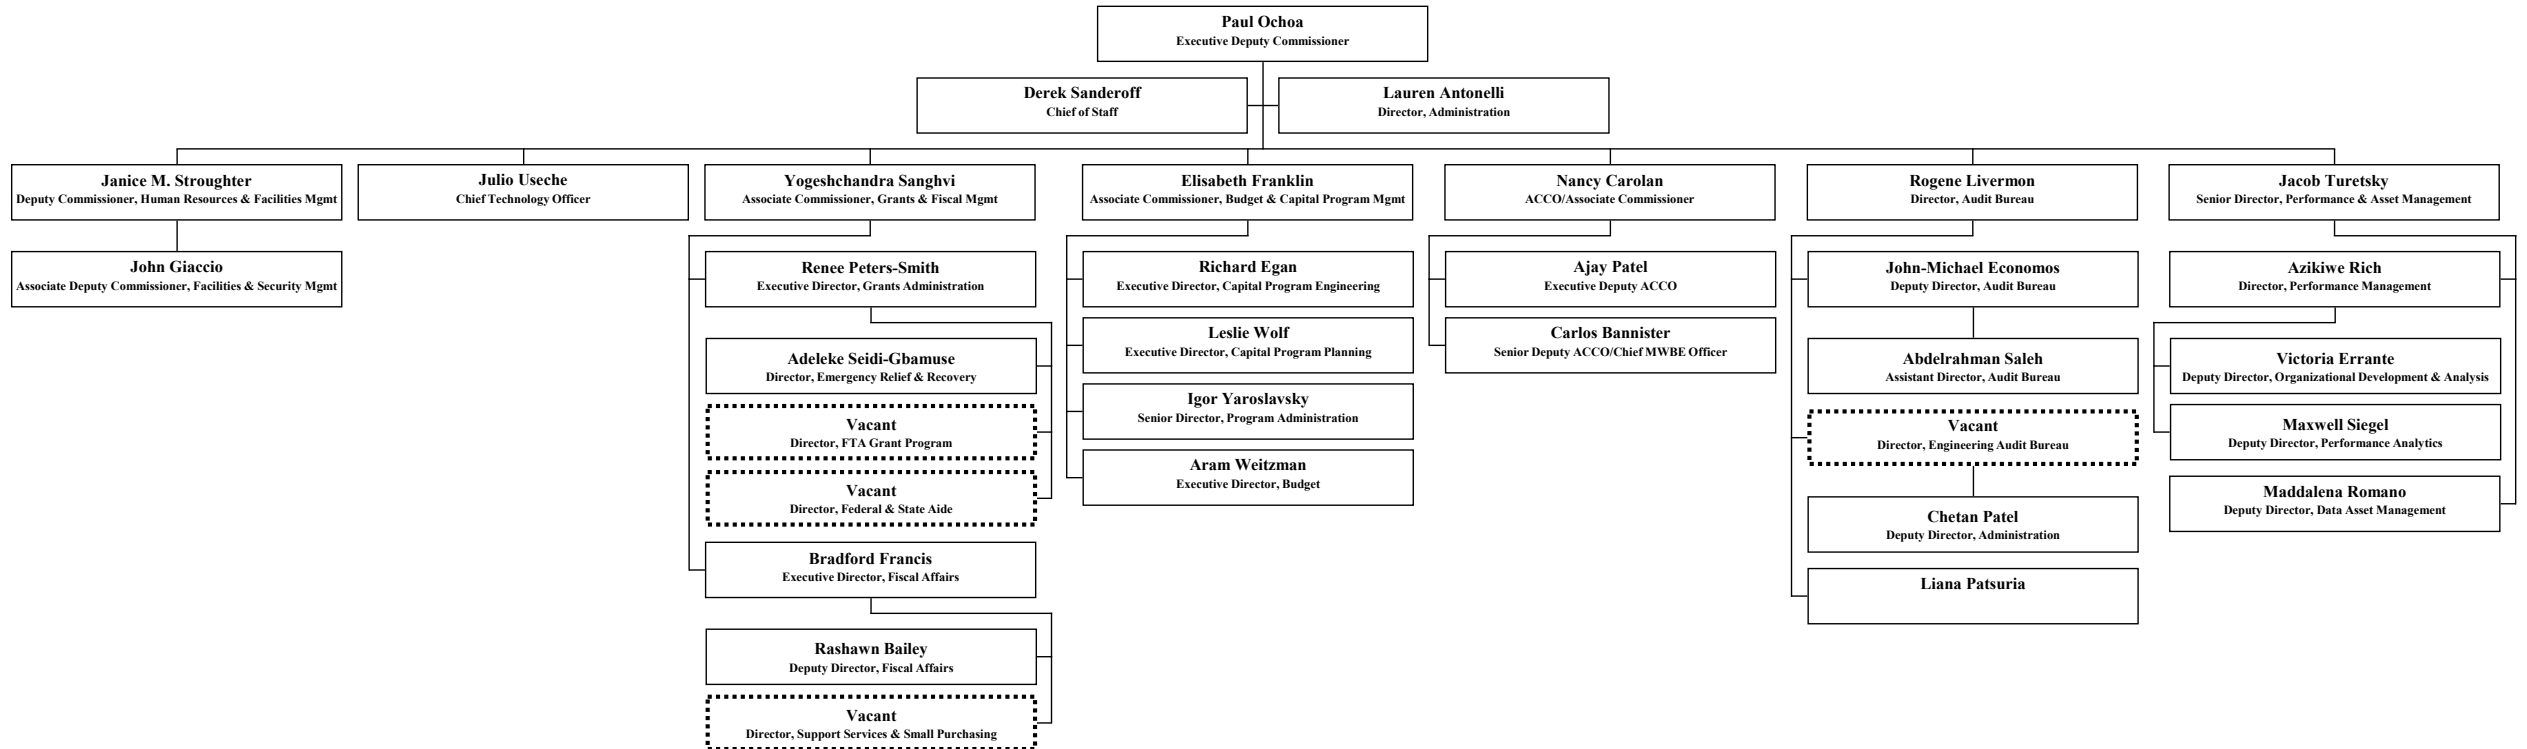 Paul Ochoa
Executive Deputy Commissioner
Derek Sanderoff
Chief of Staff
Lauren Antonelli
Director, Administration
Janice M. Stroughter
Deputy Commissioner, Human Resources & Facilities Mgmt
John Giaccio
Associate Deputy Commissioner, Facilities & Security Mgmt
Julio Useche
Chief Technology Officer
Yogeshchandra Sanghvi
Associate Commissioner, Grants & Fiscal Mgmt
Renee Peters-Smith
Executive Director, Grants Administration
Adeleke Seidi-Gbamuse
Director, Emergency Relief & Recovery
Vacant
Director, FTA Grant Program
Vacant
Director, Federal & State Aide
Bradford Francis
Executive Director, Fiscal Affairs
Rashawn Bailey
Deputy Director, Fiscal Affairs
Vacant
Director, Support Services & Small Purchasing
Elisabeth Franklin
Associate Commissioner, Budget & Capital Program Mgmt
Richard Egan
Executive Director, Capital Program Engineering
Leslie Wolf
Executive Director, Capital Program Planning
Igor Yaroslavsky
Senior Director, Program Administration
Aram Weitzman
Executive Director, Budget
Nancy Carolan
ACCO/Associate Commissioner
Ajay Patel
Executive Deputy ACCO
Carlos Bannister
Senior Deputy ACCO/Chief MWBE Officer
Rogene Livermon
Director, Audit Bureau
John-Michael Economos
Deputy Director, Audit Bureau
Abdelrahman Saleh
Assistant Director, Audit Bureau
Vacant
Director, Engineering Audit Bureau
Chetan Patel
Deputy Director, Administration
Liana Patsuria
Jacob Turetsky
Senior Director, Performance & Asset Management
Azikiwe Rich
Director, Performance Management
Victoria Errante
Deputy Director, Organizational Development & Analysis
Maxwell Siegel
Deputy Director, Performance Analytics
Maddalena Romano
Deputy Director, Data Asset Management